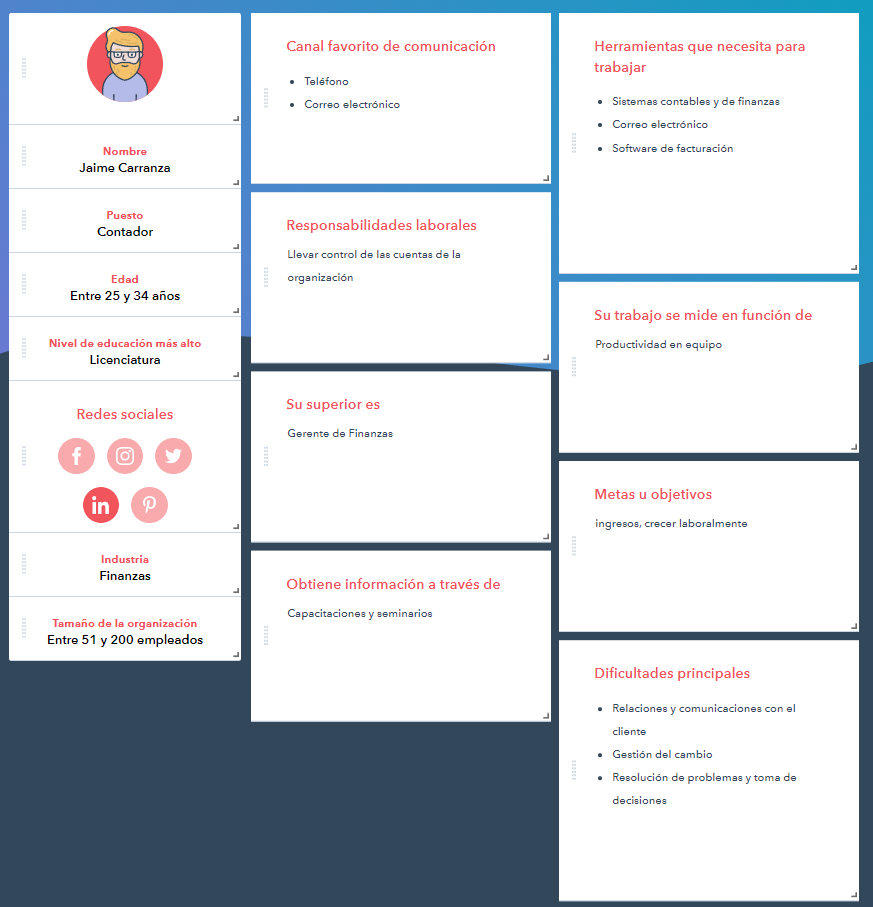 Nombre
Jaime Carranza
Puesto
Contador
Edad
Entre 25 y 34 años
Nivel de educación más alto
Licenciatura
Redes sociales
f
in
Industria
Finanzas
Tamaño de la organización
Entre 51 y 200 empleados
Canal favorito de comunicación
Teléfono
Correo electrónico
Responsabilidades laborales
Llevar control de las cuentas de la
organización
Su superior es
Gerente de Finanzas
Obtiene información a través de
Capacitaciones y seminarios
Herramientas que necesita para
trabajar
Sistemas contables y de finanzas
Correo electrónico
Software de facturación
Su trabajo se mide en función de
Productividad en equipo
Metas u objetivos
ingresos, crecer laboralmente
Dificultades principales
Relaciones y comunicaciones con el
cliente
Gestión del cambio
Resolución de problemas y toma de
decisiones